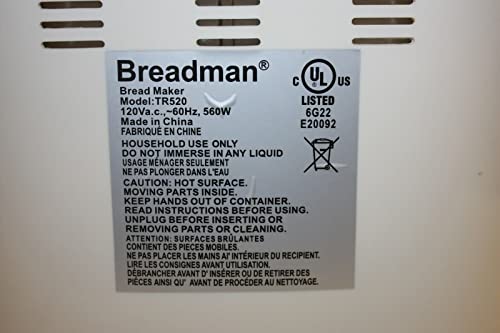 Breadman®
Bread Maker
Model:TR520
120Va.c.,~60Hz, 560W
Made in China
FABRIQUÉ EN CHINE
C UL US
LISTED
6G22
E20092
HOUSEHOLD USE ONLY
DO NOT IMMERSE IN ANY LIQUID
USAGE MÉNAGER SEULEMENT
NE PAS PLONGER DANS L'EAU
CAUTION: HOT SURFACE.
MOVING PARTS INSIDE.
KEEP HANDS OUT OF CONTAINER.
READ INSTRUCTIONS BEFORE USING.
UNPLUG BEFORE INSERTING OR
REMOVING PARTS OR CLEANING.
ATTENTION: SURFACES BRÛLANTES
CONTIENT DES PIECES MOBILES.
NE PAS PLACER LES MAINS AI' INTÉRIEUR DU RECIPIENT.
LIRE LES CONSIGNES AVANT UTILISATION.
DÉBRANCHER AVANT D' INSÉRER OU DE RETIRER DES
PIÈCES AINSI QU' AVANT DE PROCÉDER AU NETTOYAGE.